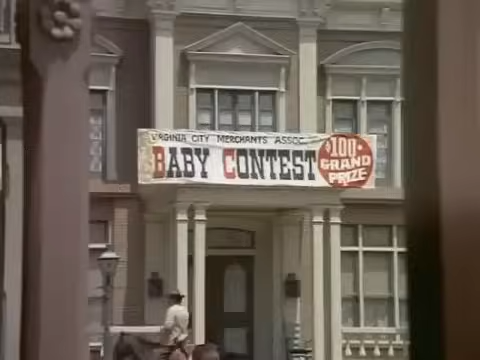 VIRGINIA CITY MERCHANTS ASSOC.
BABY CONTEST
$100
GRAND
PRIZE